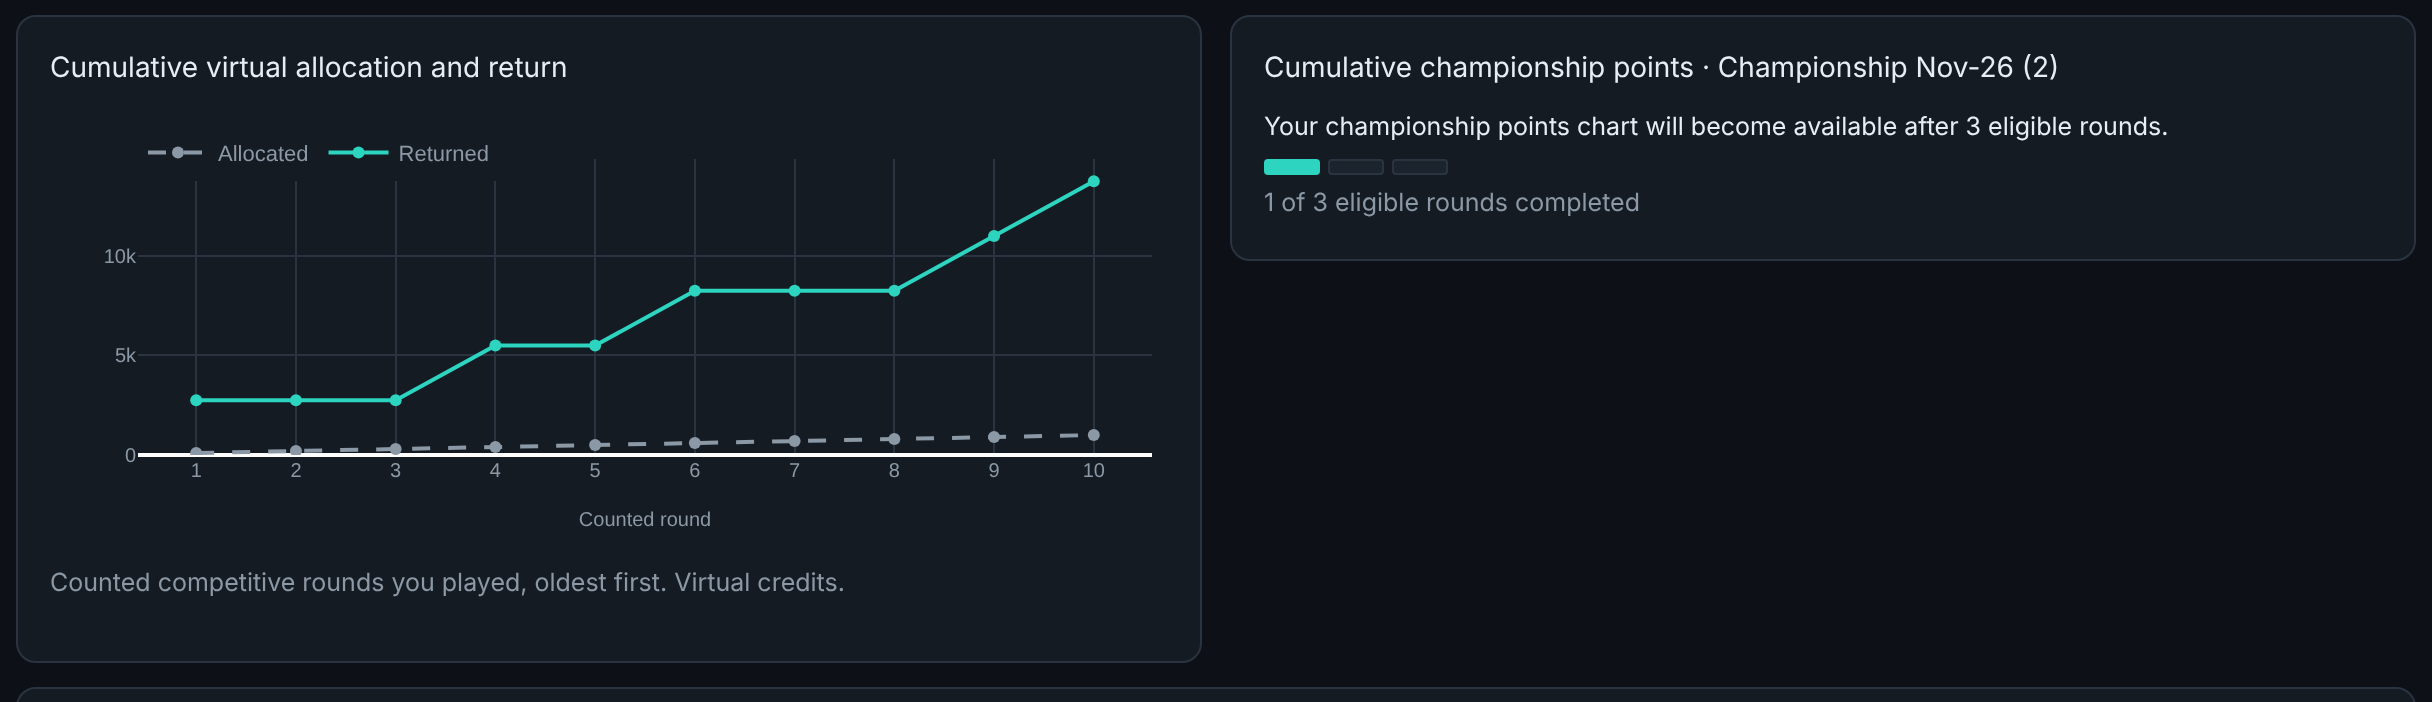 Cumulative virtual allocation and return
Allocated
Returned
10k
5k
0
1 2 3 4 5 6 7 8 9 10
Counted round
Counted competitive rounds you played, oldest first. Virtual credits.
Cumulative championship points · Championship Nov-26 (2)
Your championship points chart will become available after 3 eligible rounds.
1 of 3 eligible rounds completed